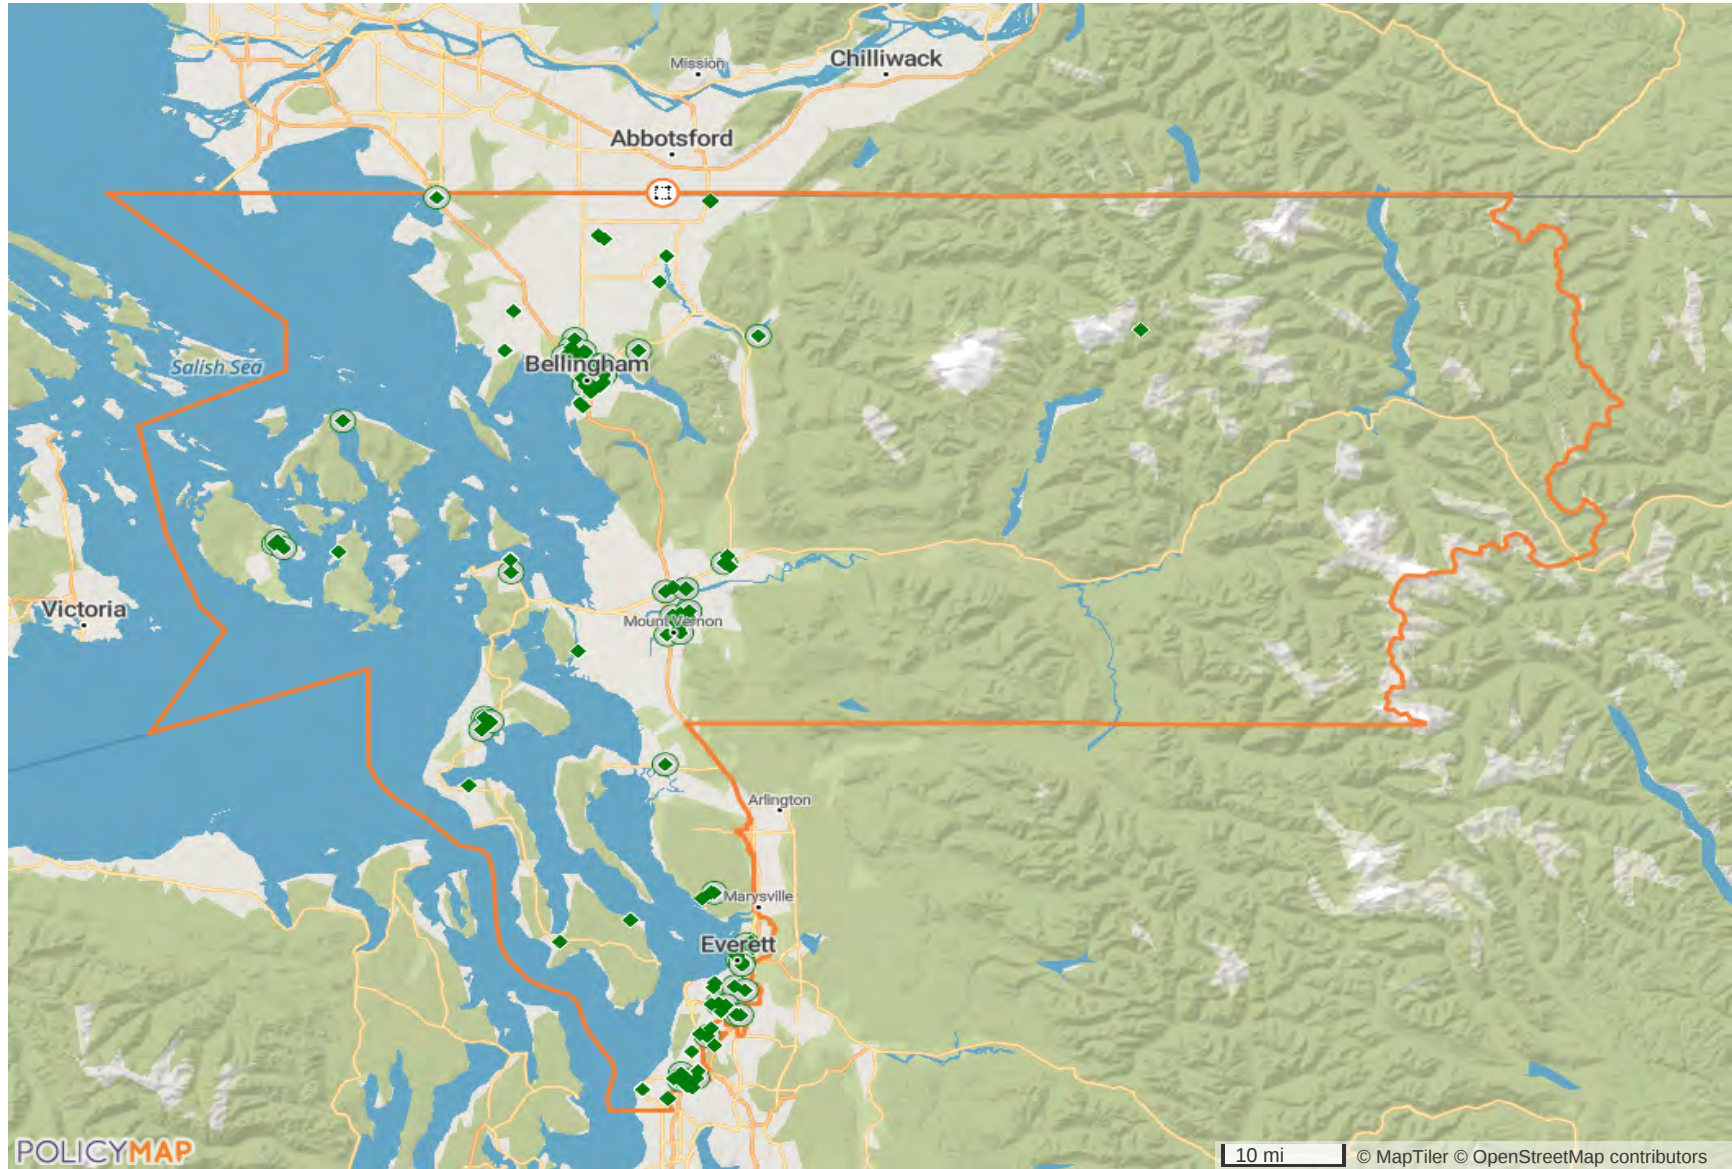 Mission
Chilliwack
Abbotsford
Salish Sea
Bellingham
Victoria
Mount Vernon
Arlington
Marysville
Everett
POLICYMAP
10 mi
© MapTiler © OpenStreetMap contributors